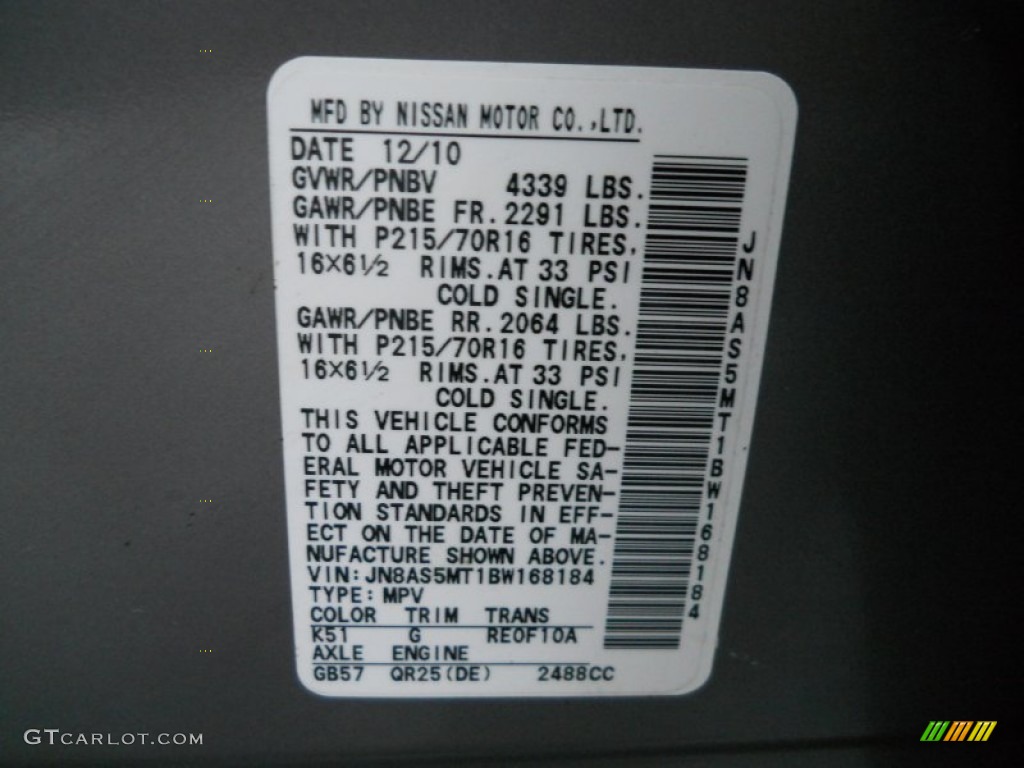 MFD BY NISSAN MOTOR CO.,LTD.
DATE 12/10
GVWR/PNBV 4339 LBS.
GAWR/PNBE FR. 2291 LBS.
WITH P215/70R16 TIRES,
16×6½ RIMS.AT 33 PSI
COLD SINGLE.
GAWR/PNBE RR. 2064 LBS.
WITH P215/70R16 TIRES,
16×6½ RIMS.AT 33 PSI
COLD SINGLE.
THIS VEHICLE CONFORMS
TO ALL APPLICABLE FED-
ERAL MOTOR VEHICLE SA-
FETY AND THEFT PREVEN-
TION STANDARDS IN EFF-
ECT ON THE DATE OF MA-
NUFACTURE SHOWN ABOVE.
VIN:JN8AS5MT1BW168184
TYPE: MPV
COLOR TRIM TRANS
K51 G RE0F10A
AXLE ENGINE
GB57 QR25(DE) 2488CC
JN8AS5MT1BW168184
GTCARLOT.COM